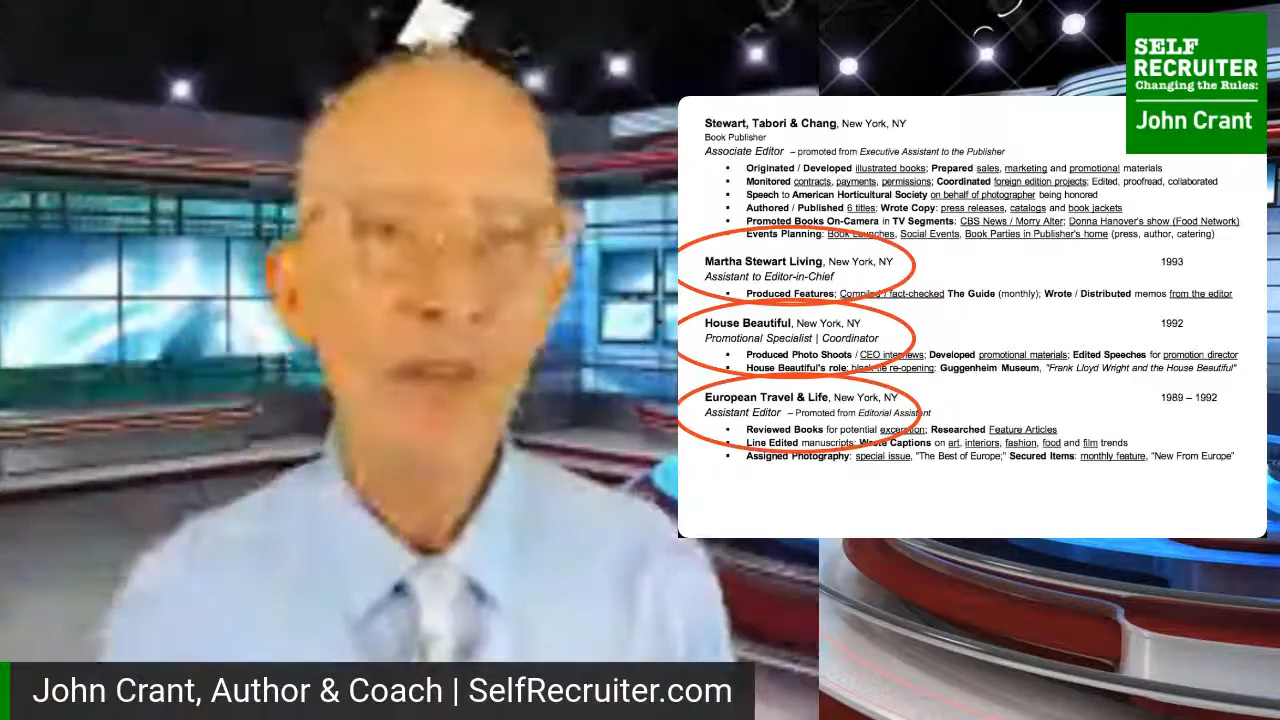 SELF
RECRUITER
Changing the Rules:
John Crant
Stewart, Tabori & Chang, New York, NY
Book Publisher
Associate Editor – promoted from Executive Assistant to the Publisher
Originated / Developed illustrated books; Prepared sales, marketing and promotional materials
Monitored contracts, payments, permissions; Coordinated foreign edition projects; Edited, proofread, collaborated
Speech to American Horticultural Society on behalf of photographer being honored
Authored / Published 6 titles; Wrote Copy: press releases, catalogs and book jackets
Promoted Books On-Camera in TV Segments: CBS News / Morry Alter; Donna Hanover's show (Food Network)
Events Planning: Book Launches, Social Events, Book Parties in Publisher's home (press, author, catering)
Martha Stewart Living, New York, NY 1993
Assistant to Editor-in-Chief
Produced Features; Compiled / fact-checked The Guide (monthly); Wrote / Distributed memos from the editor
House Beautiful, New York, NY 1992
Promotional Specialist | Coordinator
Produced Photo Shoots / CEO interviews; Developed promotional materials; Edited Speeches for promotion director
House Beautiful's role: black-tie re-opening: Guggenheim Museum, "Frank Lloyd Wright and the House Beautiful"
European Travel & Life, New York, NY 1989 – 1992
Assistant Editor – Promoted from Editorial Assistant
Reviewed Books for potential excerption; Researched Feature Articles
Line Edited manuscripts: Wrote Captions on art, interiors, fashion, food and film trends
Assigned Photography: special issue, "The Best of Europe;" Secured Items: monthly feature, "New From Europe"
John Crant, Author & Coach | SelfRecruiter.com